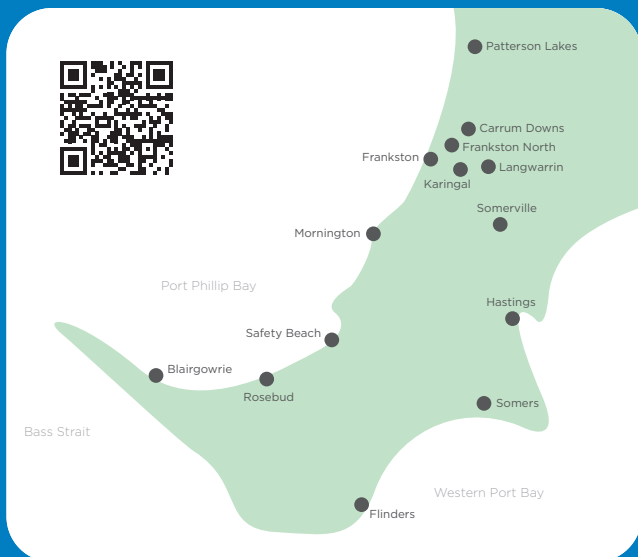 Patterson Lakes
Carrum Downs
Frankston North
Frankston
Langwarrin
Karingal
Somerville
Mornington
Port Phillip Bay
Hastings
Safety Beach
Blairgowrie
Rosebud
Somers
Bass Strait
Western Port Bay
Flinders